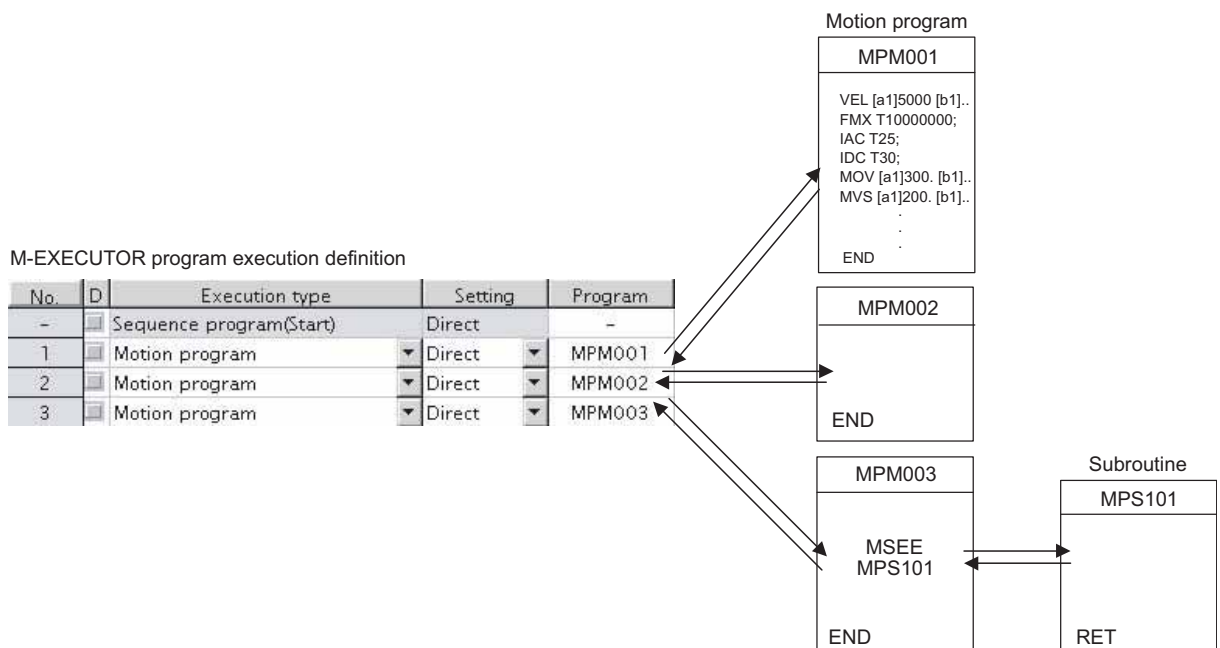 Motion program
MPM001
VEL [a1]5000 [b1]..
FMX T10000000;
IAC T25;
IDC T30;
MOV [a1]300. [b1]..
MVS [a1]200. [b1]..
.
.
.
END
M-EXECUTOR program execution definition
No. D Execution type Setting Program
- Sequence program(Start) Direct -
1 Motion program Direct MPM001
2 Motion program Direct MPM002
3 Motion program Direct MPM003
MPM002
END
MPM003
MSEE
MPS101
END
Subroutine
MPS101
RET